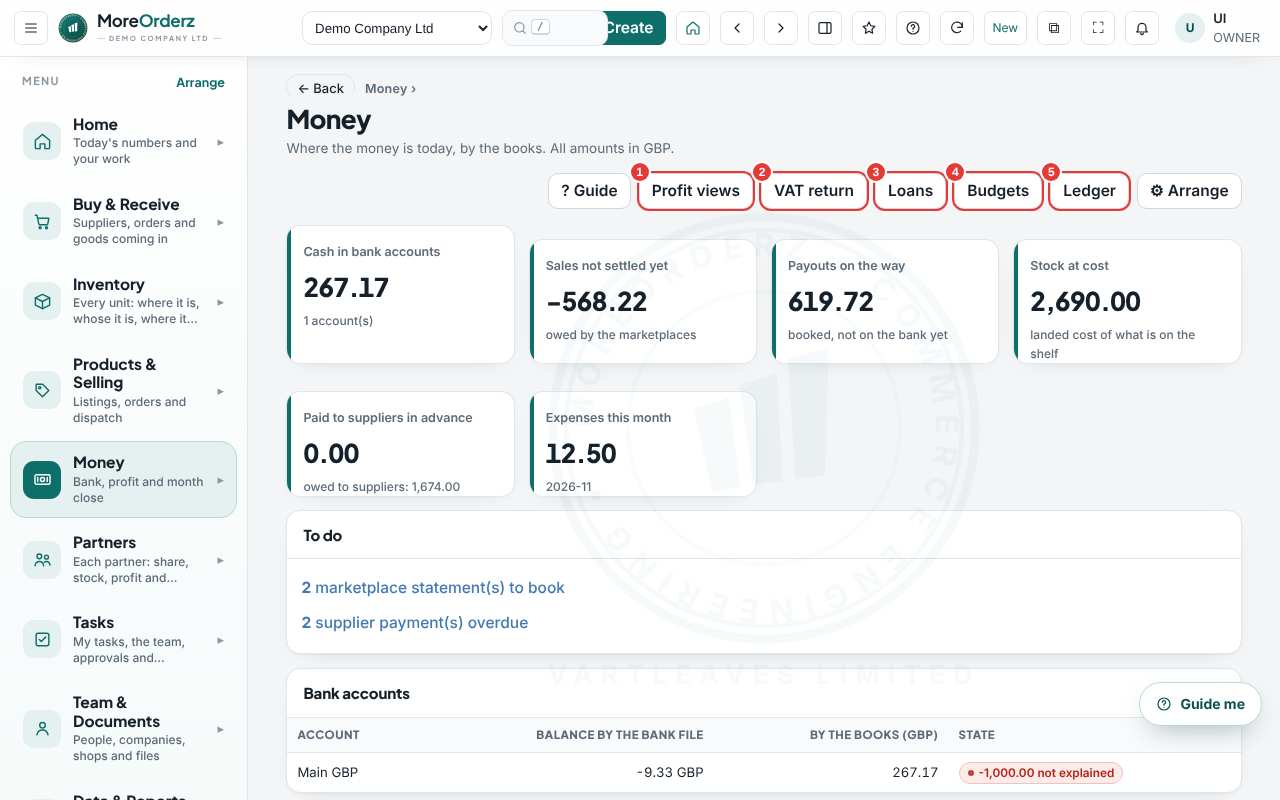 MoreOrderz
DEMO COMPANY LTD
Demo Company Ltd
/
Create
New
U
UI
OWNER
MENU
Arrange
Home
Today's numbers and
your work
Buy & Receive
Suppliers, orders and
goods coming in
Inventory
Every unit: where it is,
whose it is, where it...
Products &
Selling
Listings, orders and
dispatch
Money
Bank, profit and month
close
Partners
Each partner: share,
stock, profit and...
Tasks
My tasks, the team,
approvals and...
Team &
Documents
People, companies,
shops and files
Data & Reports
← Back
Money ›
Money
Where the money is today, by the books. All amounts in GBP.
? Guide
1 Profit views
2 VAT return
3 Loans
4 Budgets
5 Ledger
⚙ Arrange
Cash in bank accounts
267.17
1 account(s)
Sales not settled yet
−568.22
owed by the marketplaces
Payouts on the way
619.72
booked, not on the bank yet
Stock at cost
2,690.00
landed cost of what is on the
shelf
Paid to suppliers in advance
0.00
owed to suppliers: 1,674.00
Expenses this month
12.50
2026-11
To do
2 marketplace statement(s) to book
2 supplier payment(s) overdue
VARTLEAVES LIMITED
Bank accounts
Guide me
ACCOUNT BALANCE BY THE BANK FILE BY THE BOOKS (GBP) STATE
Main GBP -9.33 GBP 267.17 -1,000.00 not explained